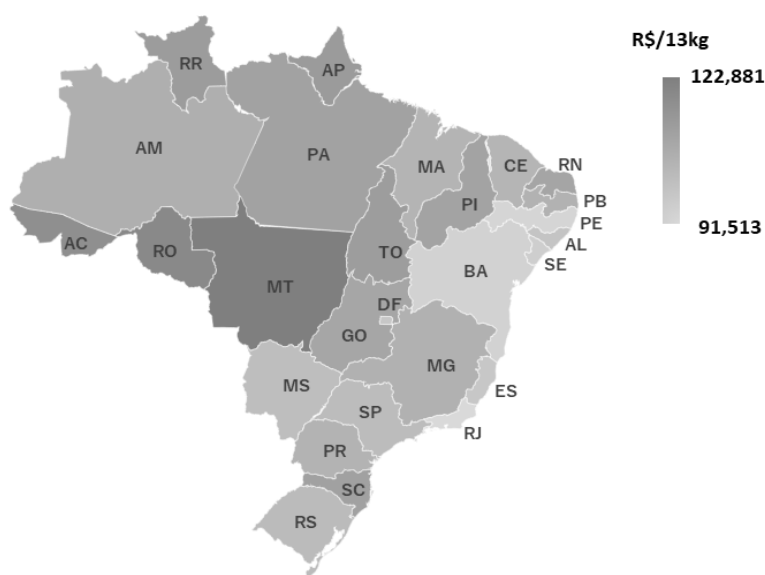 R$/13kg
122,881
91,513
RR
AP
AM
PA
MA
CE
RN
PI
PB
PE
AL
SE
AC
RO
TO
BA
MT
DF
GO
MG
MS
ES
SP
RJ
PR
SC
RS